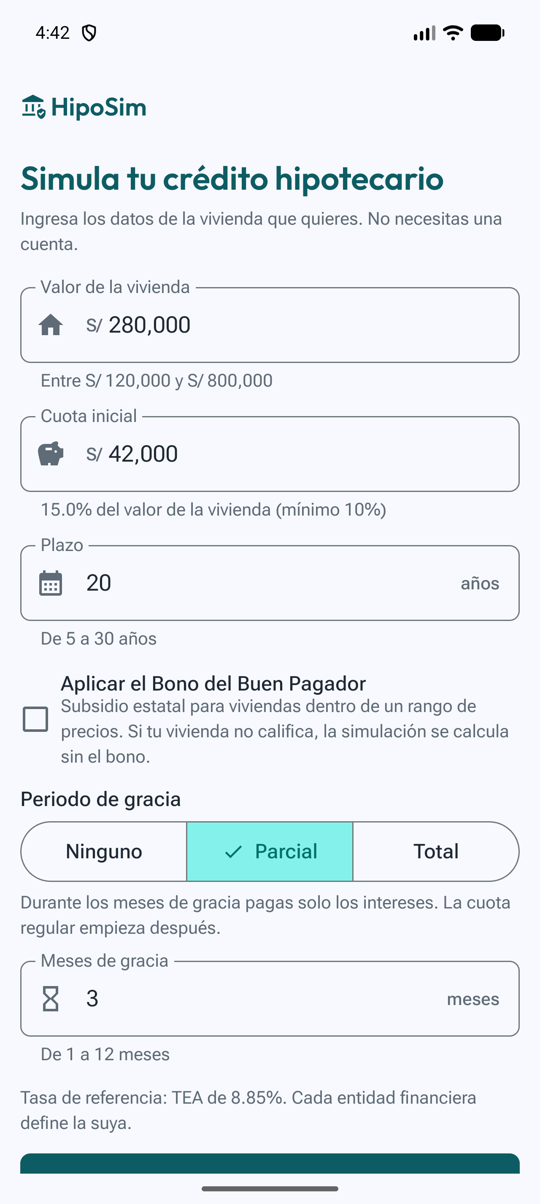 4:42
HipoSim
Simula tu crédito hipotecario
Ingresa los datos de la vivienda que quieres. No necesitas una
cuenta.
Valor de la vivienda
S/ 280,000
Entre S/ 120,000 y S/ 800,000
Cuota inicial
S/ 42,000
15.0% del valor de la vivienda (mínimo 10%)
Plazo
20 años
De 5 a 30 años
Aplicar el Bono del Buen Pagador
Subsidio estatal para viviendas dentro de un rango de
precios. Si tu vivienda no califica, la simulación se calcula
sin el bono.
Periodo de gracia
Ninguno Parcial Total
Durante los meses de gracia pagas solo los intereses. La cuota
regular empieza después.
Meses de gracia
3 meses
De 1 a 12 meses
Tasa de referencia: TEA de 8.85%. Cada entidad financiera
define la suya.